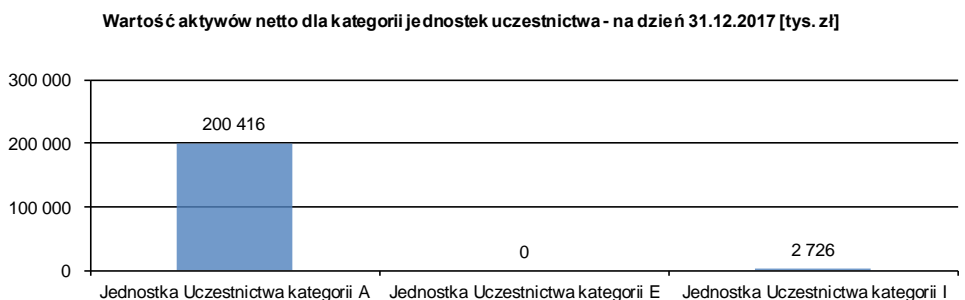 Wartość aktywów netto dla kategorii jednostek uczestnictwa - na dzień 31.12.2017 [tys. zł]
300 000
200 000
100 000
0
200 416
0
2 726
Jednostka Uczestnictwa kategorii A
Jednostka Uczestnictwa kategorii E
Jednostka Uczestnictwa kategorii I